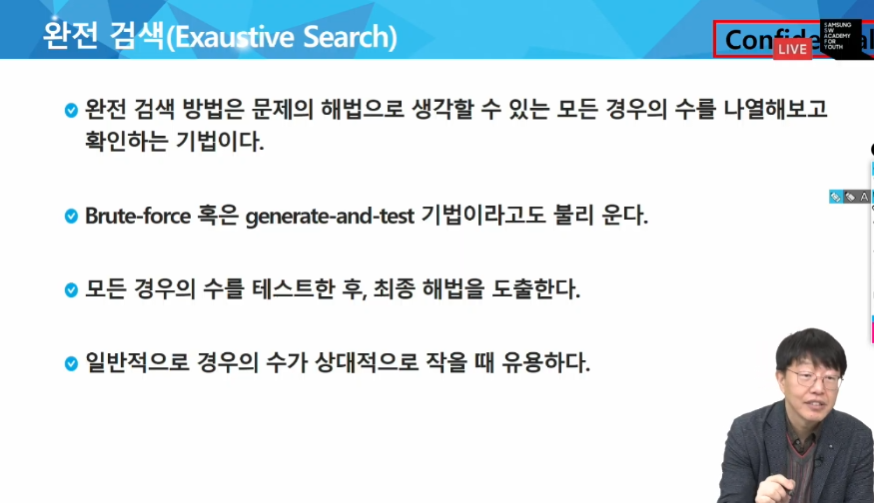 완전 검색(Exaustive Search)
LIVE
SAMSUNG
SW
ACADEMY
FOR
YOUTH
완전 검색 방법은 문제의 해법으로 생각할 수 있는 모든 경우의 수를 나열해보고
확인하는 기법이다.
Brute-force 혹은 generate-and-test 기법이라고도 불리 운다.
모든 경우의 수를 테스트한 후, 최종 해법을 도출한다.
일반적으로 경우의 수가 상대적으로 작을 때 유용하다.